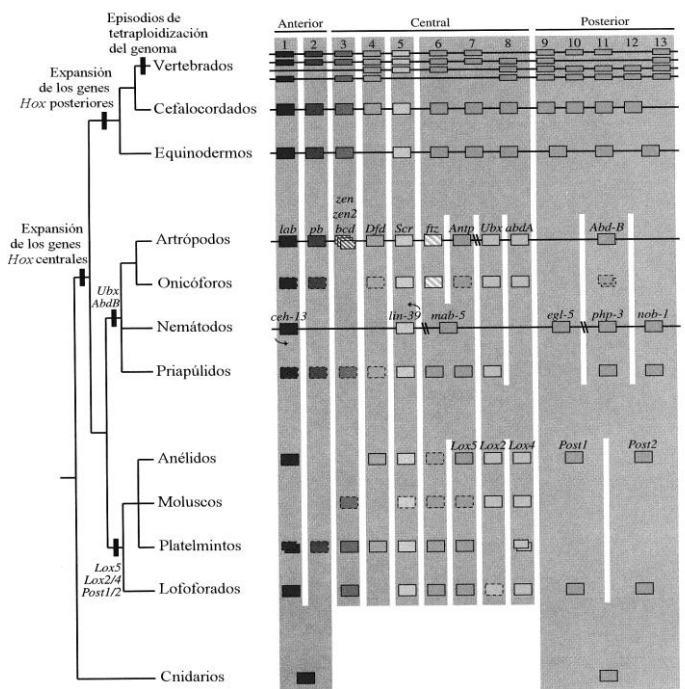 Episodios de
tetraploidización
del genoma
Anterior
Central
Posterior
1 2 3 4 5 6 7 8 9 10 11 12 13
Vertebrados
Expansión
de los genes
Hox posteriores
Cefalocordados
Equinodermos
zen
zen2
lab pb bcd Dfd Scr ftz Antp Ubx abdA Abd-B
Artrópodos
Expansión
de los genes
Hox centrales
Onicóforos
Ubx
AbdB
ceh-13 lin-39 mab-5 egl-5 php-3 nob-1
Nemátodos
Priapúlidos
Lox5 Lox2 Lox4 Post1 Post2
Anélidos
Moluscos
Platelmintos
Lox5
Lox2/4
Post1/2
Lofoforados
Cnidarios